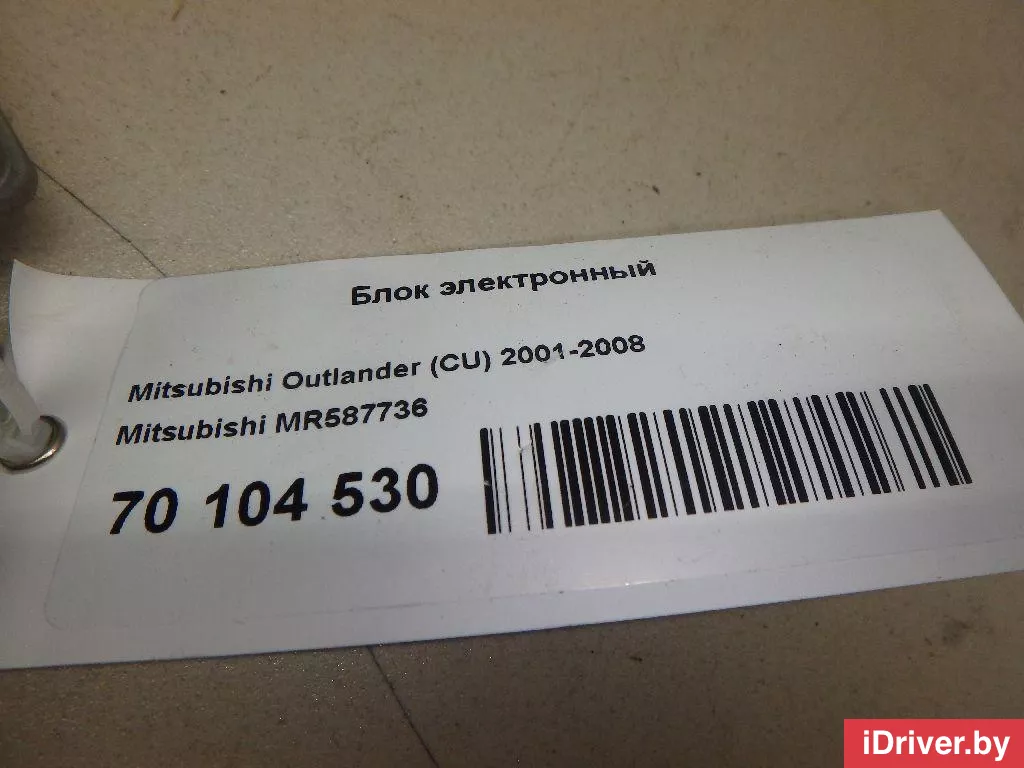 Блок электронный
Mitsubishi Outlander (CU) 2001-2008
Mitsubishi MR587736
70 104 530
iDriver.by